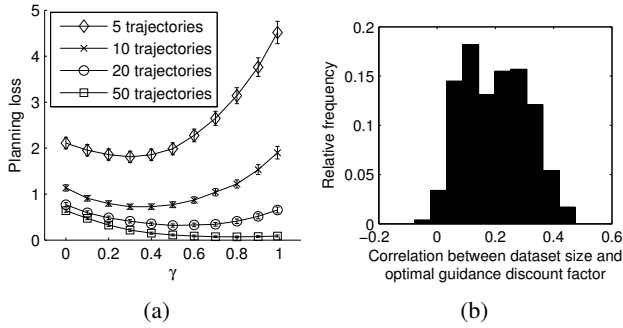 5 trajectories
10 trajectories
20 trajectories
50 trajectories
Planning loss
5
4
3
2
1
0
0 0.2 0.4 0.6 0.8 1
γ
(a)
Relative frequency
0.2
0.15
0.1
0.05
0
−0.2 0 0.2 0.4 0.6
Correlation between dataset size and
optimal guidance discount factor
(b)